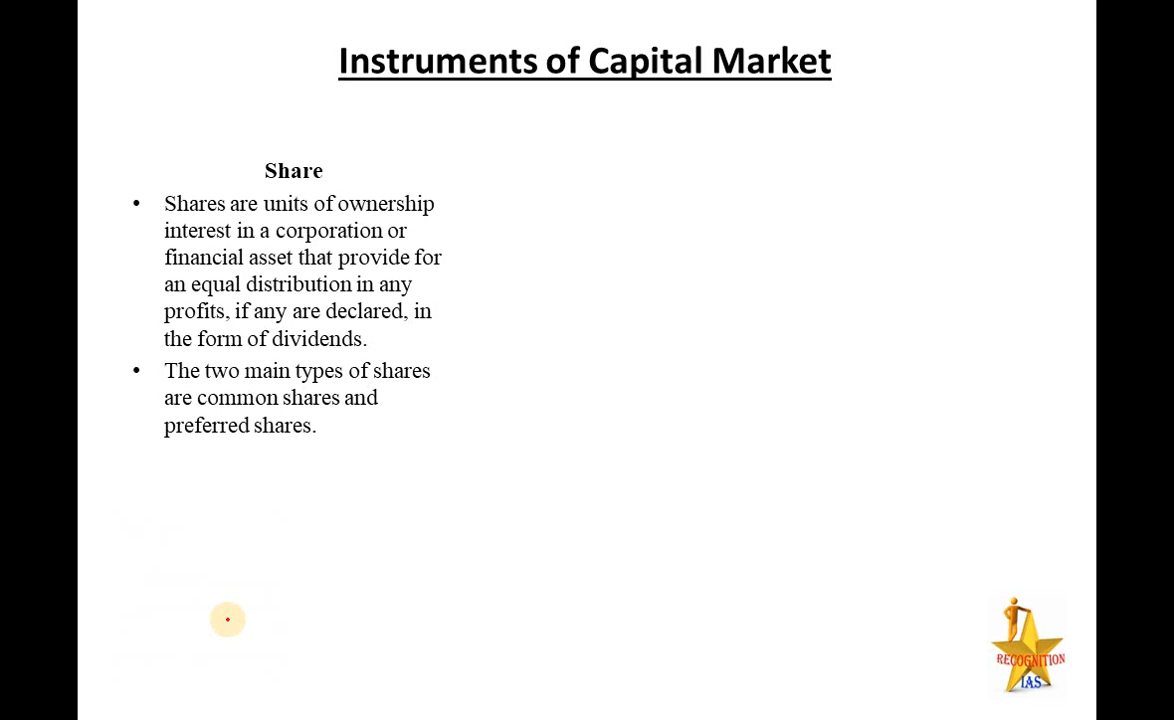 Instruments of Capital Market
Share
• Shares are units of ownership
interest in a corporation or
financial asset that provide for
an equal distribution in any
profits, if any are declared, in
the form of dividends.
• The two main types of shares
are common shares and
preferred shares.
RECOGNITION
IAS